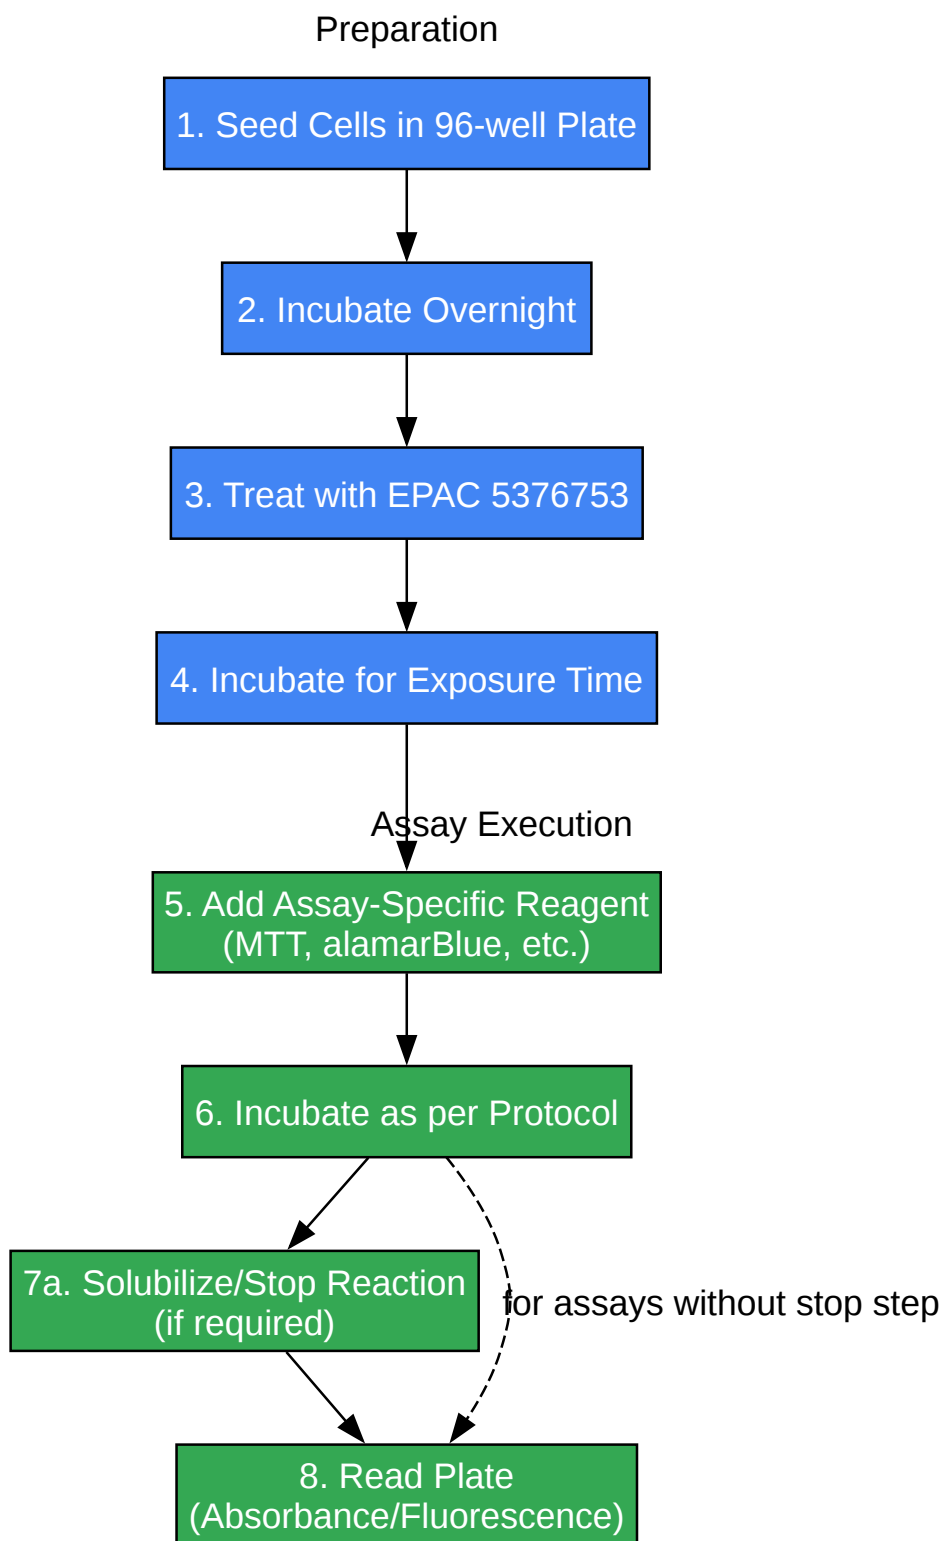 Preparation
1. Seed Cells in 96-well Plate
2. Incubate Overnight
3. Treat with EPAC 5376753
4. Incubate for Exposure Time
Assay Execution
5. Add Assay-Specific Reagent
(MTT, alamarBlue, etc.)
6. Incubate as per Protocol
7a. Solubilize/Stop Reaction
(if required)
for assays without stop step
8. Read Plate
(Absorbance/Fluorescence)